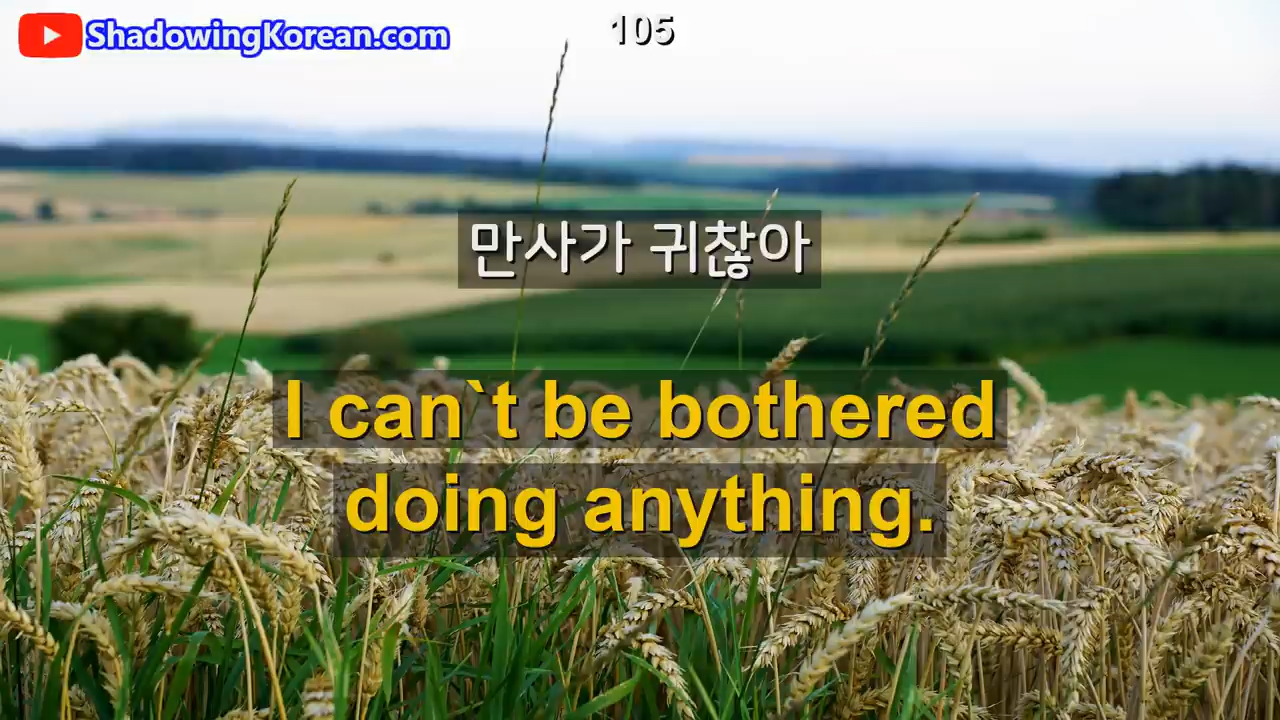 ShadowingKorean.com
105
만사가 귀찮아
I can`t be bothered
doing anything.